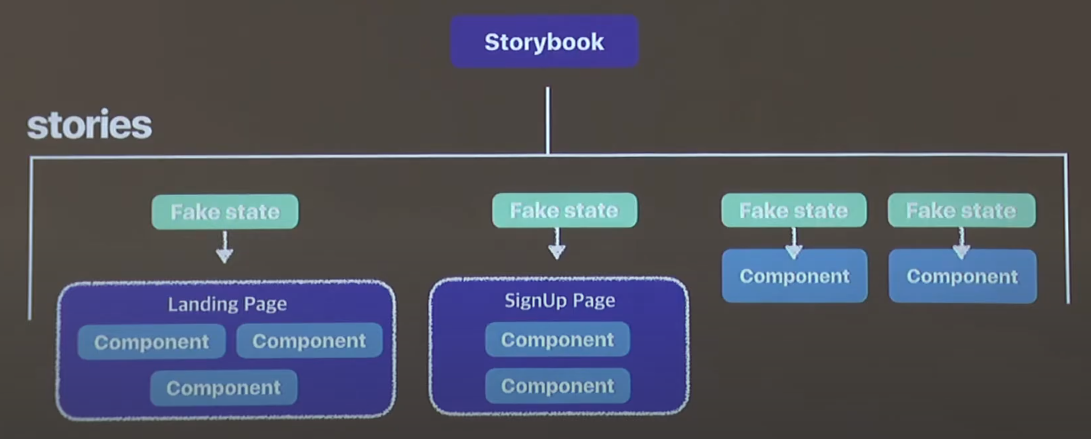 Storybook
stories
Fake state
Fake state
Fake state
Fake state
Landing Page
Component
Component
Component
SignUp Page
Component
Component
Component
Component